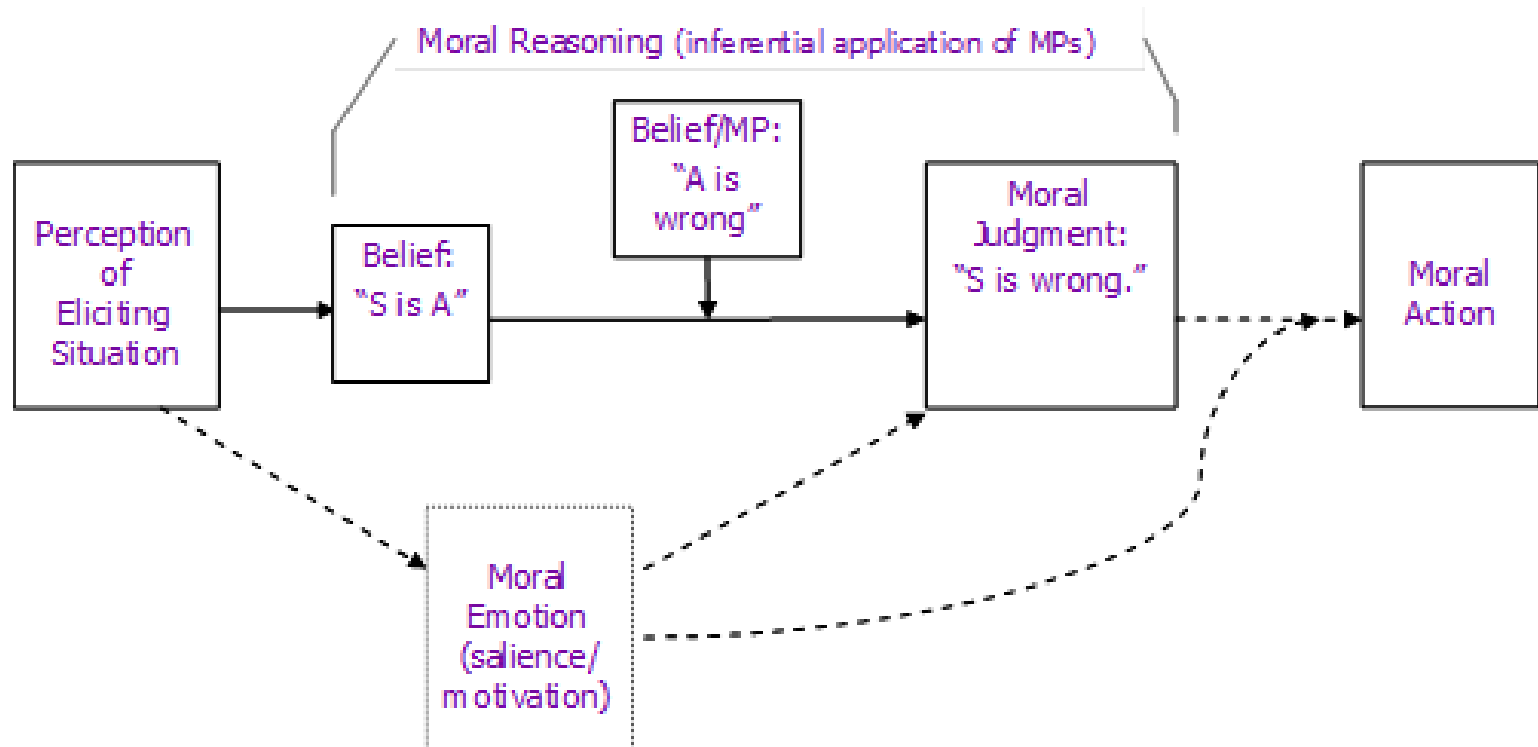 Moral Reasoning (inferential application of MPs)
Perception
of
Eliciting
Situation
Belief:
“S is A”
Belief/MP:
“A is
wrong”
Moral
Judgment:
“S is wrong.”
Moral
Action
Moral
Emotion
(salience/
motivation)